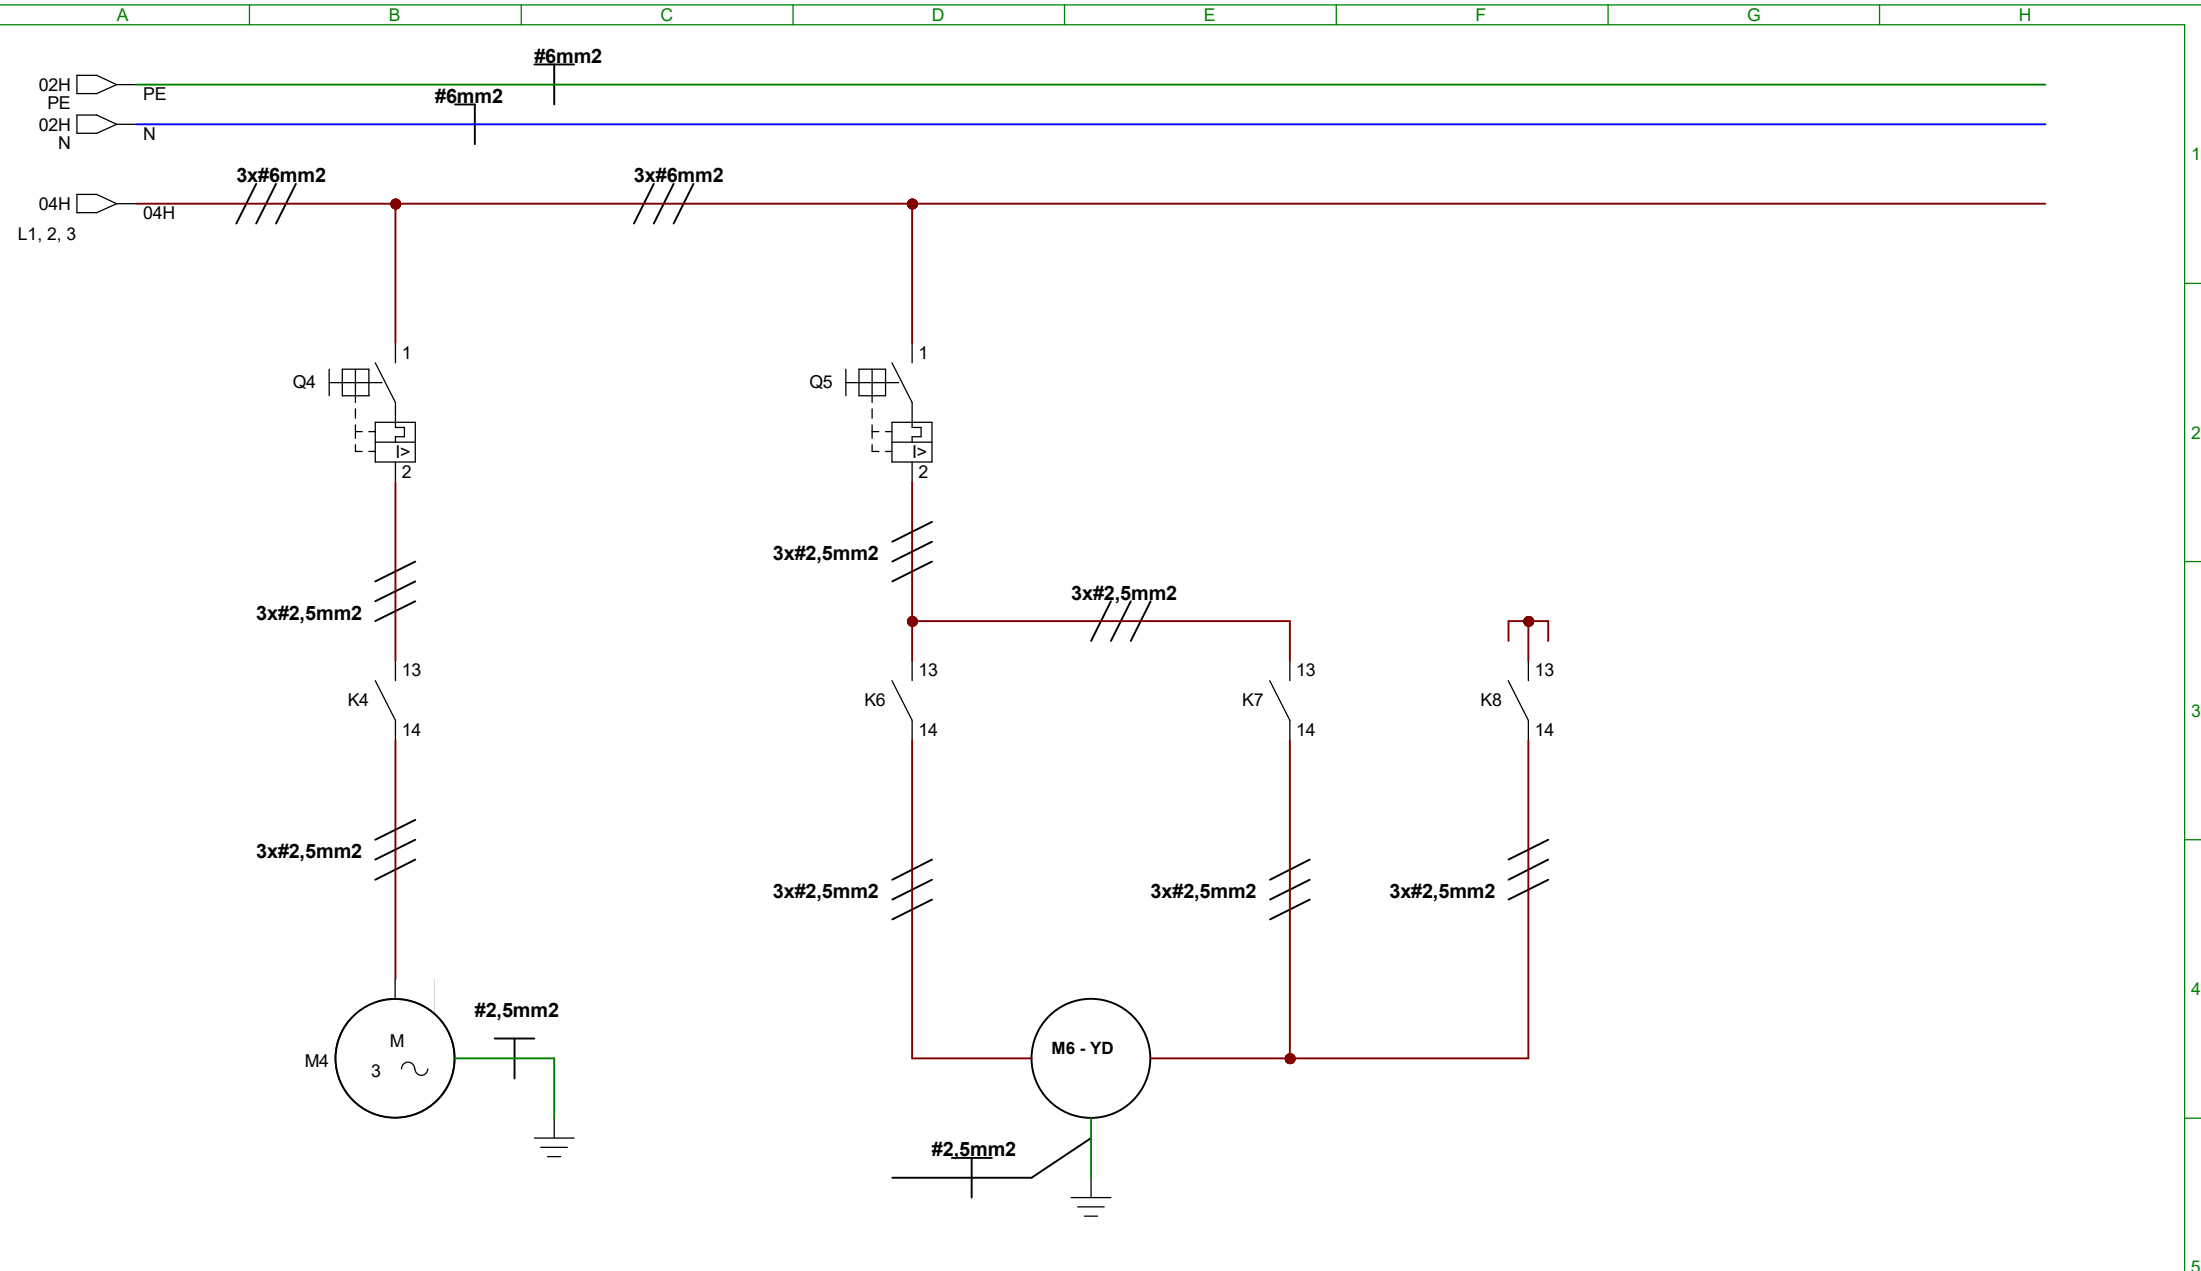 A B C D E F G H
#6mm2
02H PE
PE
#6mm2
02H N
N
1
3x#6mm2 3x#6mm2
04H 04H
L1, 2, 3
1 1
Q4 Q5
2
I> I>
2 2
3x#2,5mm2
3x#2,5mm2
3x#2,5mm2
13 13 13 13
K4 K6 K7 K8
3
14 14 14 14
3x#2,5mm2
3x#2,5mm2 3x#2,5mm2 3x#2,5mm2
4
#2,5mm2
M
M4 3
M6 - YD
#2,5mm2
5